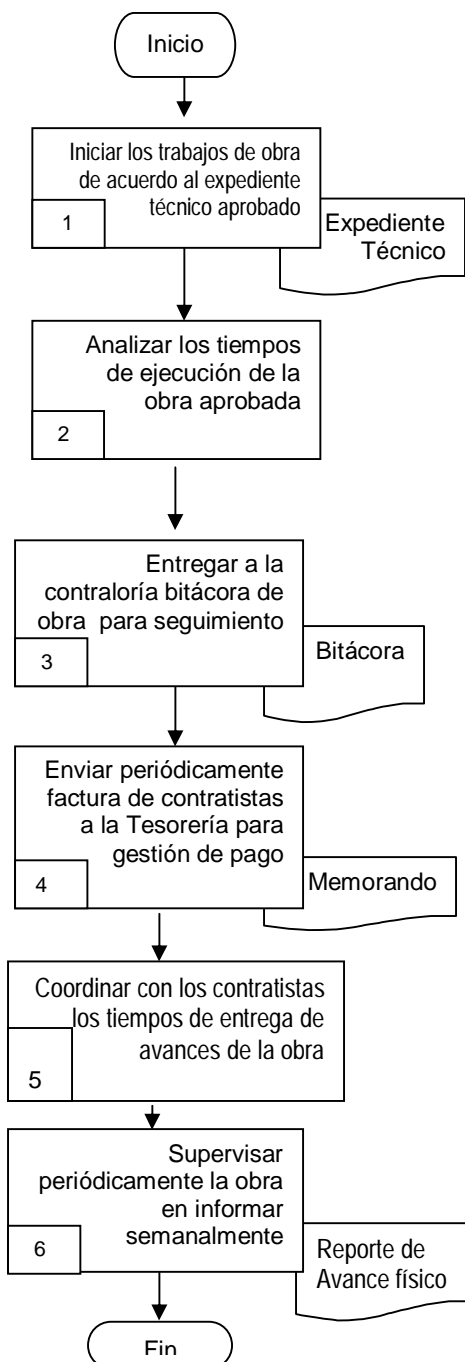 Inicio
Iniciar los trabajos de obra
de acuerdo al expediente
técnico aprobado
1
Expediente
Técnico
Analizar los tiempos
de ejecución de la
obra aprobada
2
Entregar a la
contraloría bitácora de
obra para seguimiento
3
Bitácora
Enviar periódicamente
factura de contratistas
a la Tesorería para
gestión de pago
4
Memorando
Coordinar con los contratistas
los tiempos de entrega de
avances de la obra
5
Supervisar
periódicamente la obra
en informar
semanalmente
6
Reporte de
Avance físico
Fin